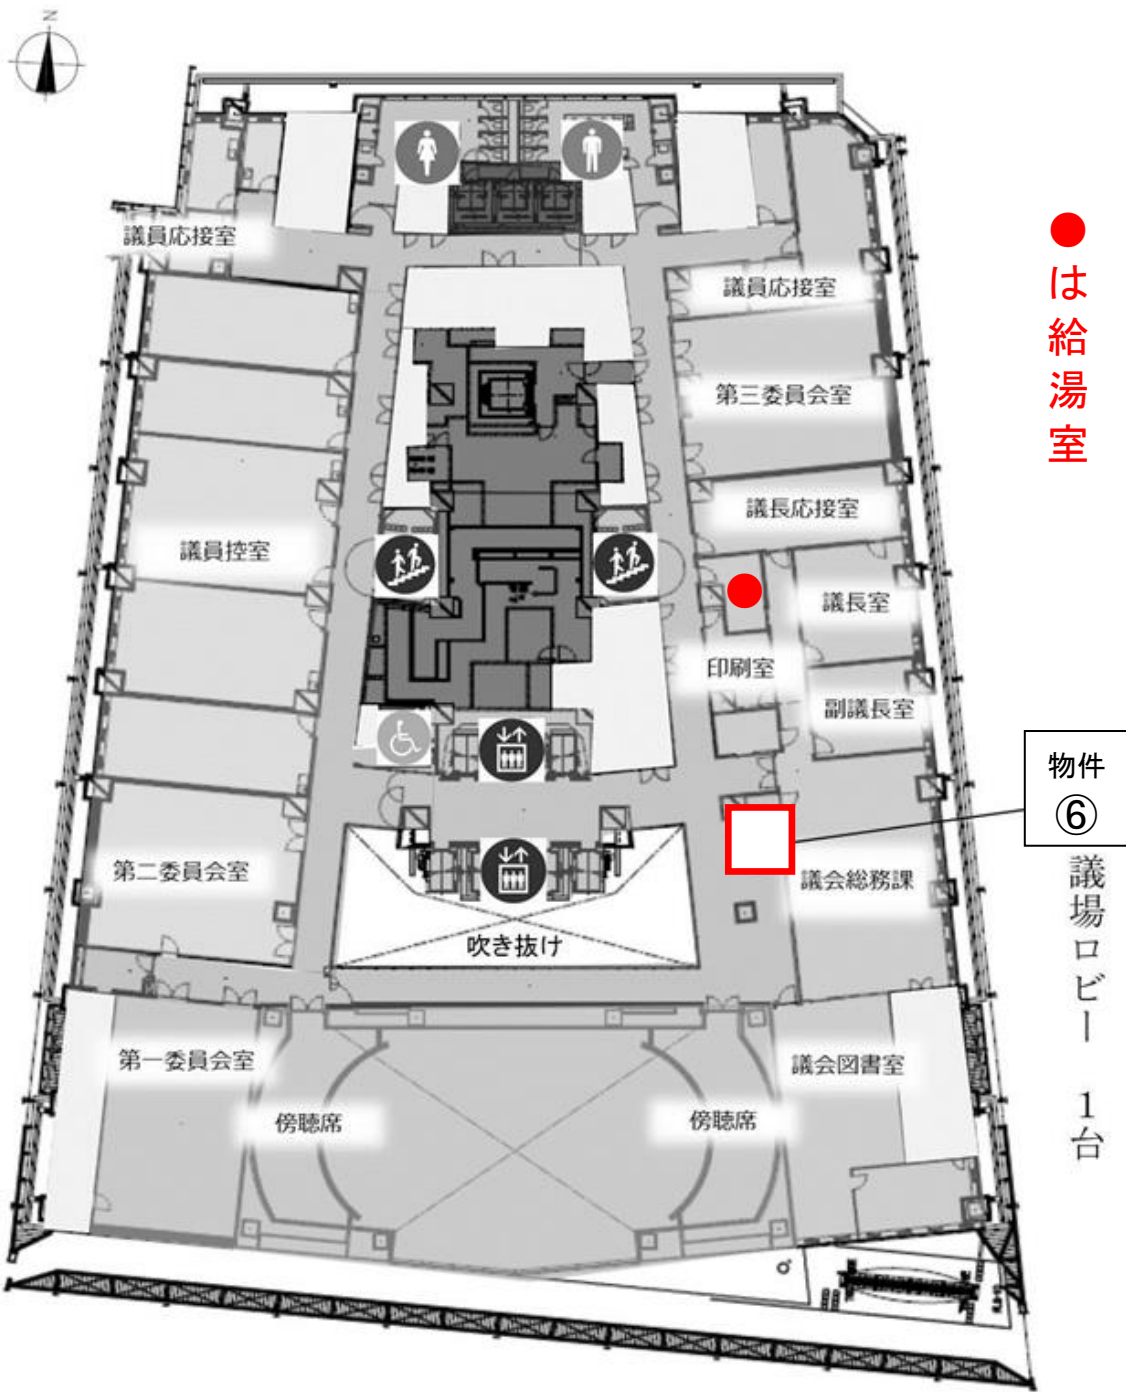 N
議員応接室
議員応接室
●は給湯室
第三委員会室
議長応接室
議員控室
議長室
印刷室
副議長室
物件
⑥
議場ロビー 1台
第二委員会室
議会総務課
吹き抜け
第一委員会室
議会図書室
傍聴席
傍聴席